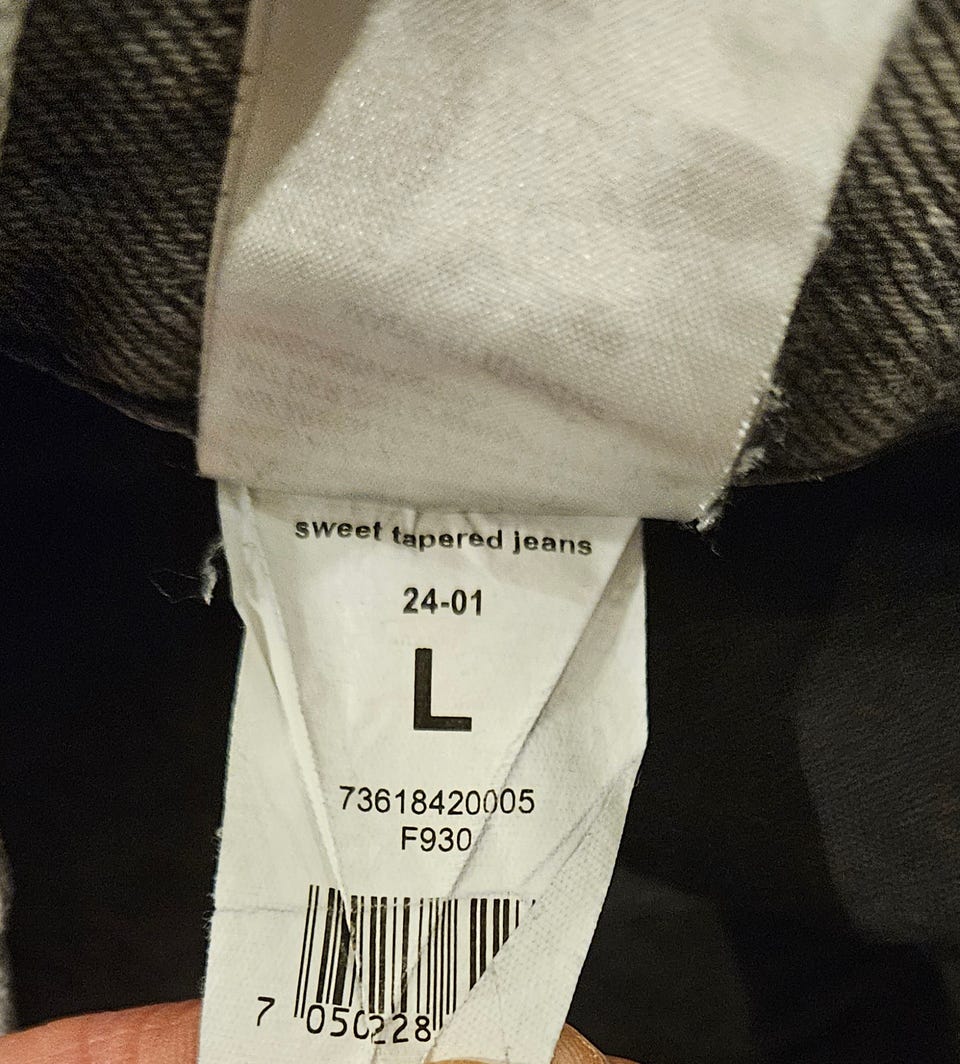 sweet tapered jeans
24-01
L
73618420005
F930
7 050228